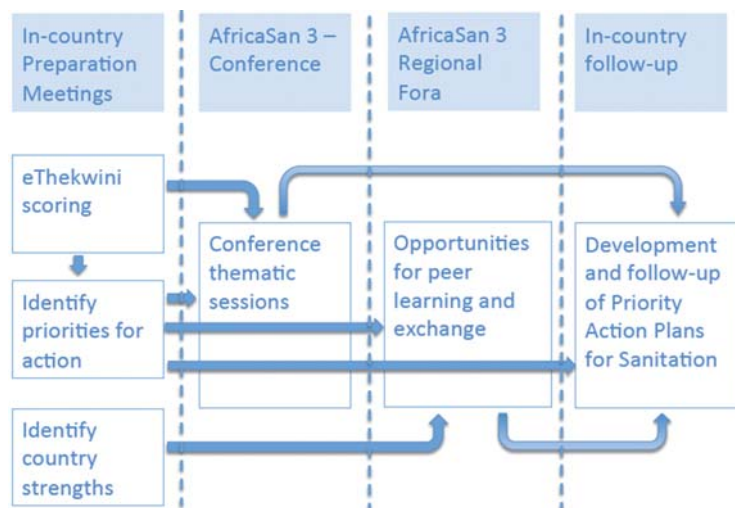 In-country
Preparation
Meetings
AfricaSan 3 –
Conference
AfricaSan 3
Regional
Fora
In-country
follow-up
eThekwini
scoring
Identify
priorities for
action
Identify
country
strengths
Conference
thematic
sessions
Opportunities
for peer
learning and
exchange
Development
and follow-up
of Priority
Action Plans
for Sanitation